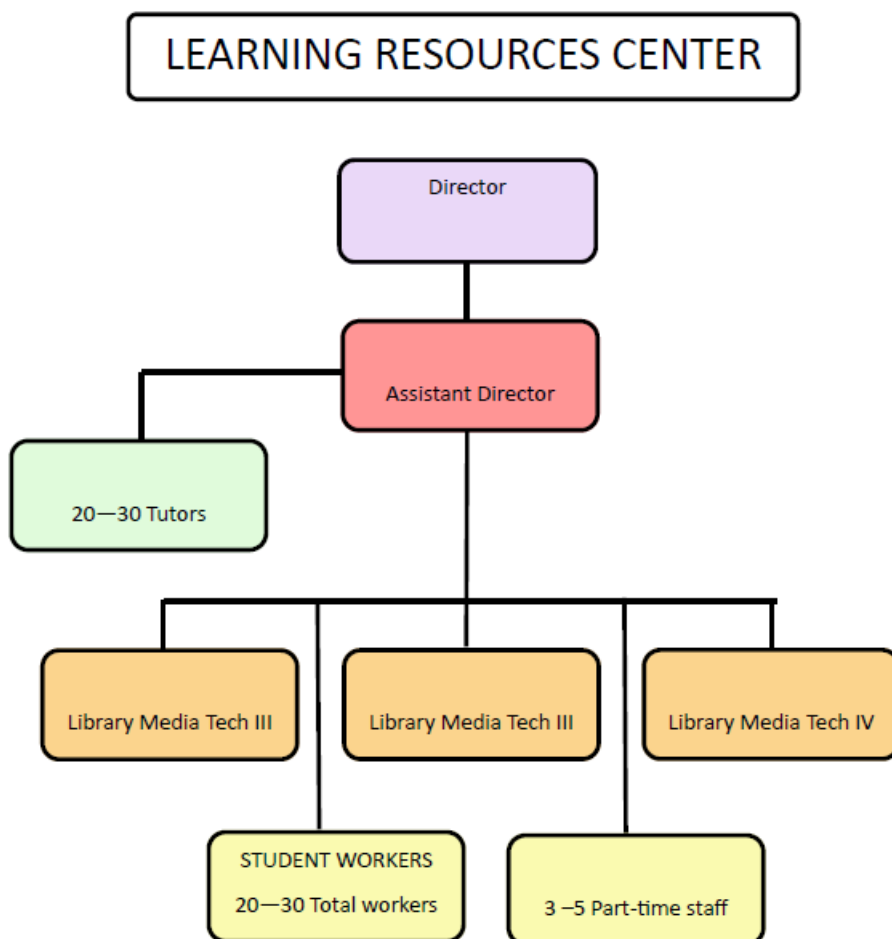 LEARNING RESOURCES CENTER
Director
Assistant Director
20—30 Tutors
Library Media Tech III
Library Media Tech III
Library Media Tech IV
STUDENT WORKERS
20—30 Total workers
3 –5 Part-time staff